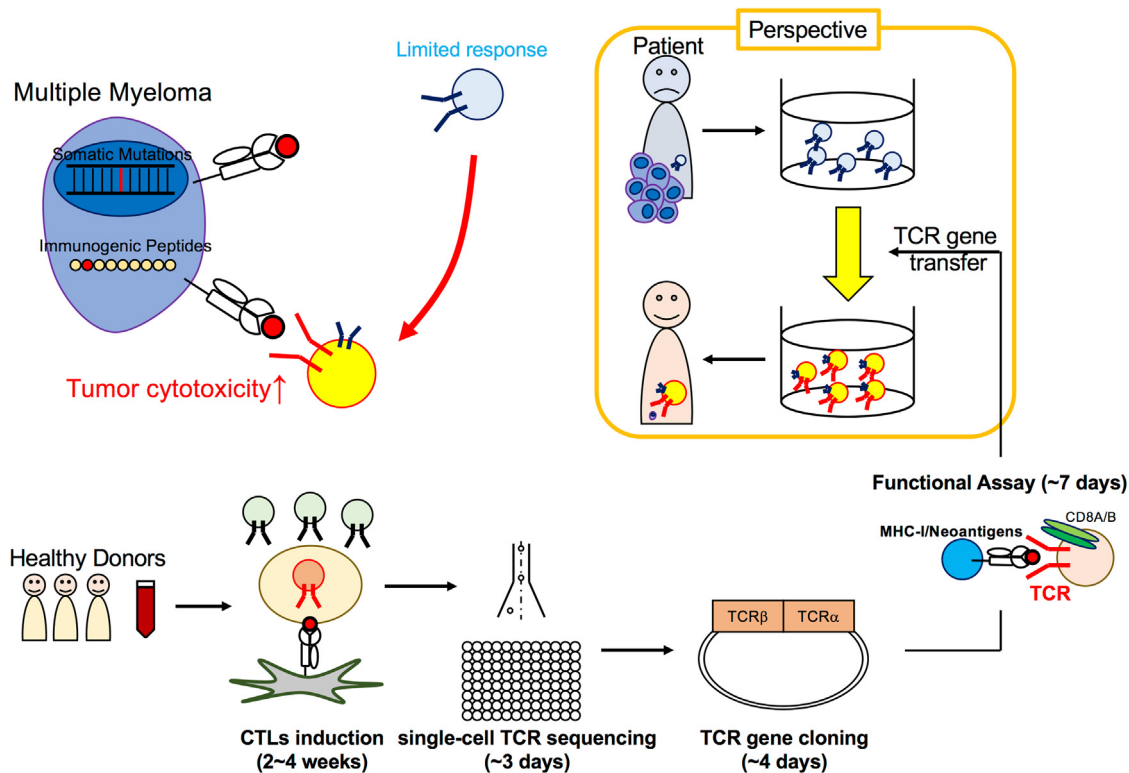 Perspective
Limited response
Patient
Multiple Myeloma
Somatic Mutations
Immunogenic Peptides
TCR gene
transfer
Tumor cytotoxicity↑
Functional Assay (~7 days)
MHC-I/Neoantigens
CD8A/B
TCR
Healthy Donors
TCRβ
TCRα
CTLs induction
(2~4 weeks)
single-cell TCR sequencing
(~3 days)
TCR gene cloning
(~4 days)